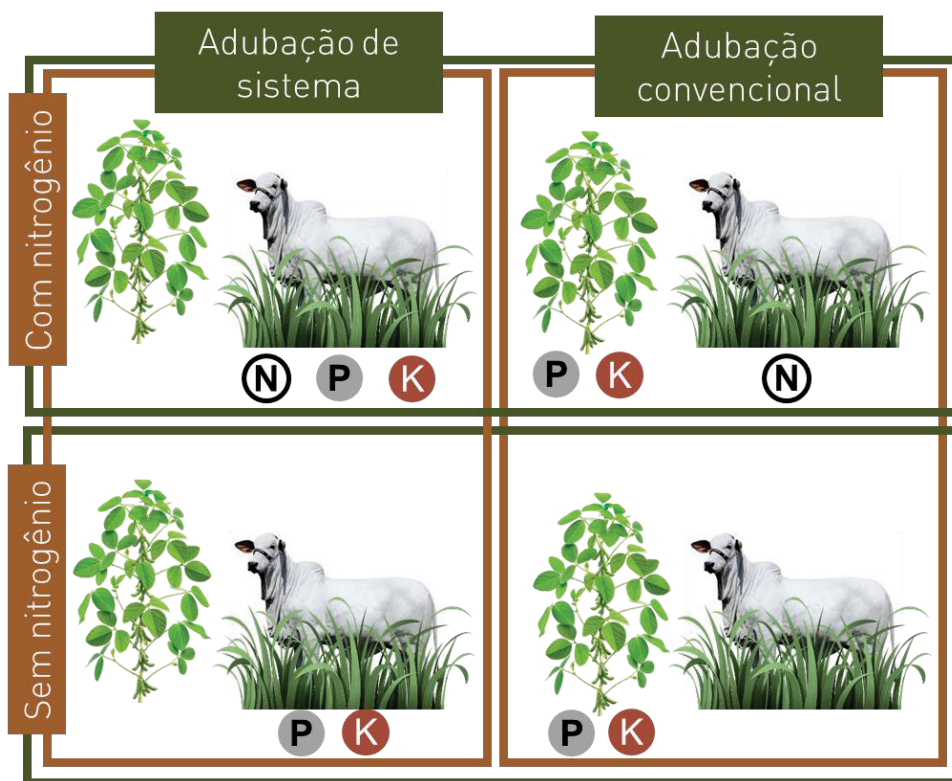 Adubação de
sistema
Adubação
convencional
Com nitrogênio
N P K
P K
N
Sem nitrogênio
P K
P K